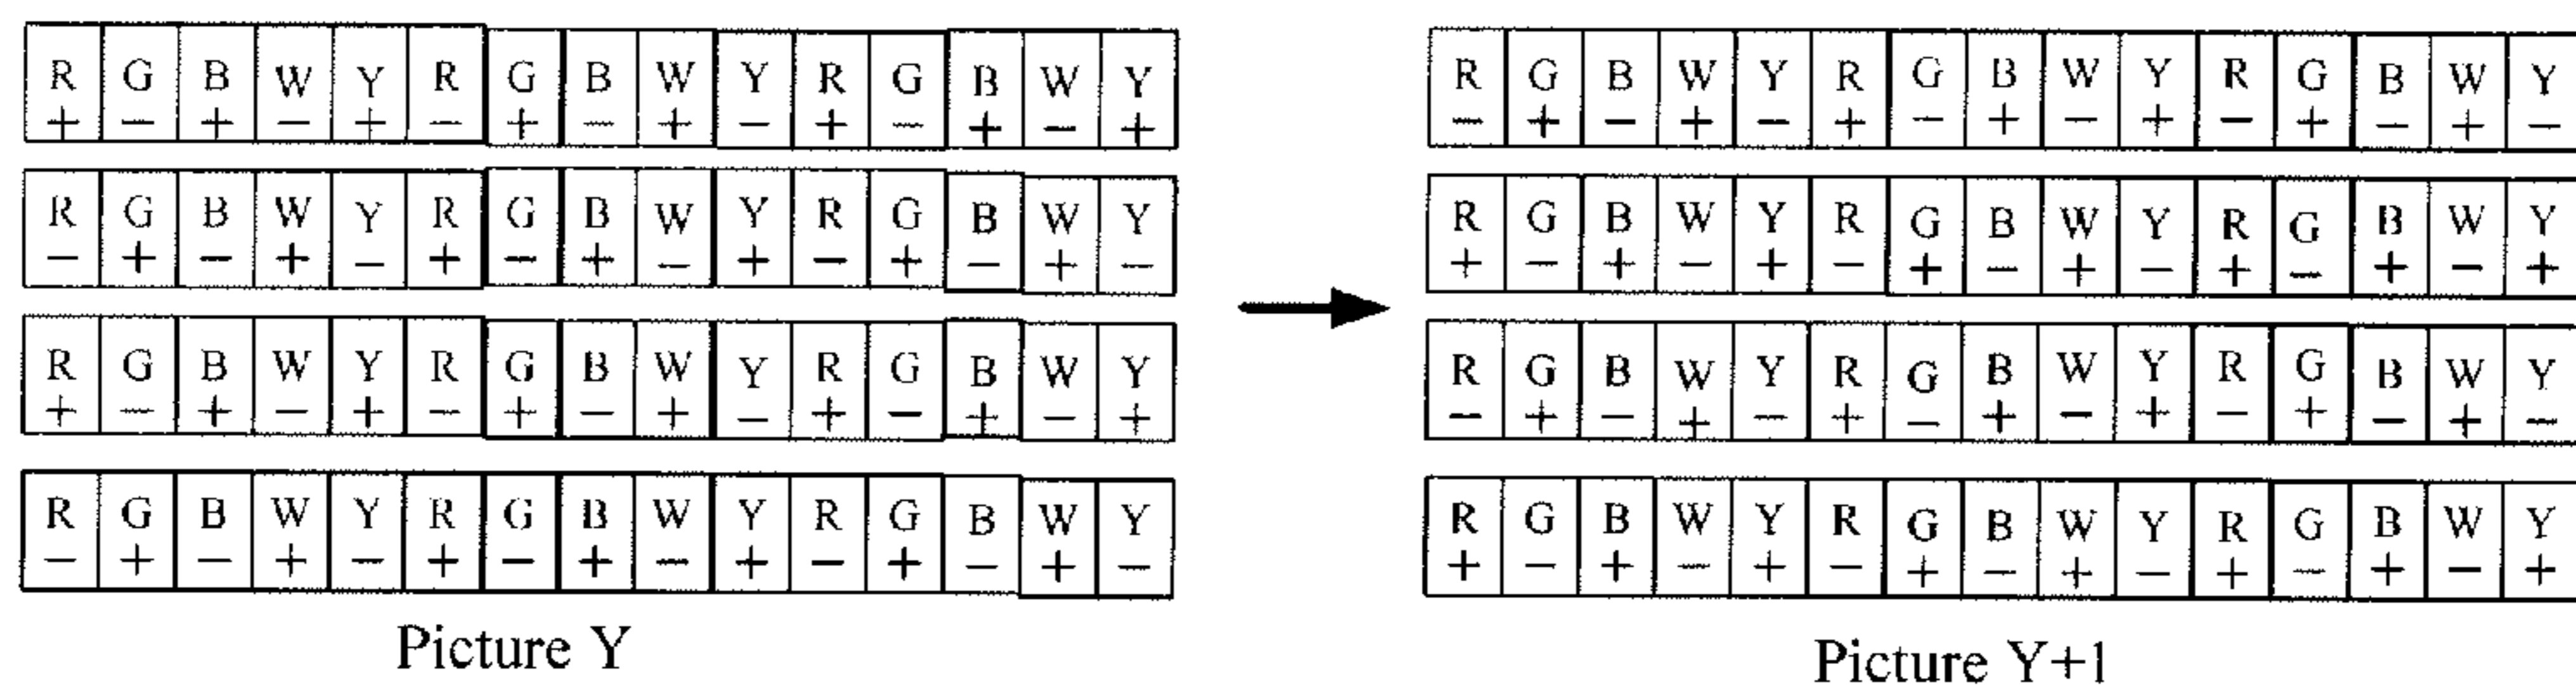 R G B W Y R G B W Y R G B W Y
+ − + − + − + − + − + − + − +
R G B W Y R G B W Y R G B W Y
− + − + − + − + − + − + − + −
R G B W Y R G B W Y R G B W Y
+ − + − + − + − + − + − + − +
R G B W Y R G B W Y R G B W Y
− + − + − + − + − + − + − + −
Picture Y
R G B W Y R G B W Y R G B W Y
− + − + − + − + − + − + − + −
R G B W Y R G B W Y R G B W Y
+ − + − + − + − + − + − + − +
R G B W Y R G B W Y R G B W Y
− + − + − + − + − + − + − + −
R G B W Y R G B W Y R G B W Y
+ − + − + − + − + − + − + − +
Picture Y+1